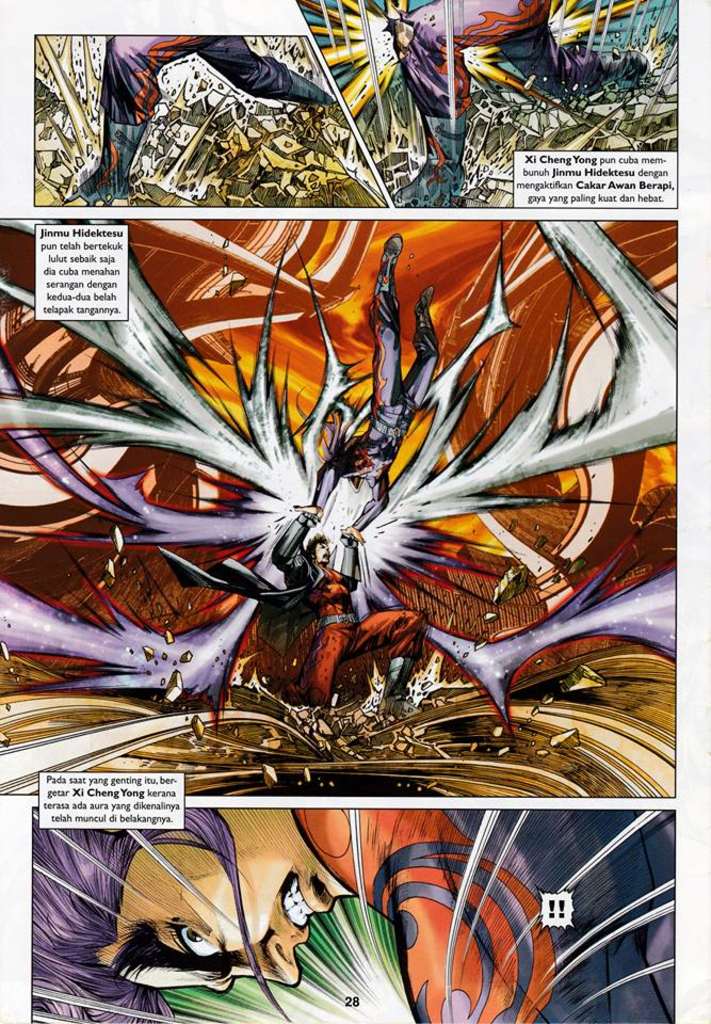 Xi Cheng Yong pun cuba mem-
bunuh Jinmu Hidektesu dengan
mengaktifkan Cakar Awan Berapi,
gaya yang paling kuat dan hebat.
Jinmu Hidektesu
pun telah bertekuk
lulut sebaik saja
dia cuba menahan
serangan dengan
kedua-dua belah
telapak tangannya.
Pada saat yang genting itu, ber-
getar Xi Cheng Yong kerana
terasa ada aura yang dikenalinya
telah muncul di belakangnya.
!!
28